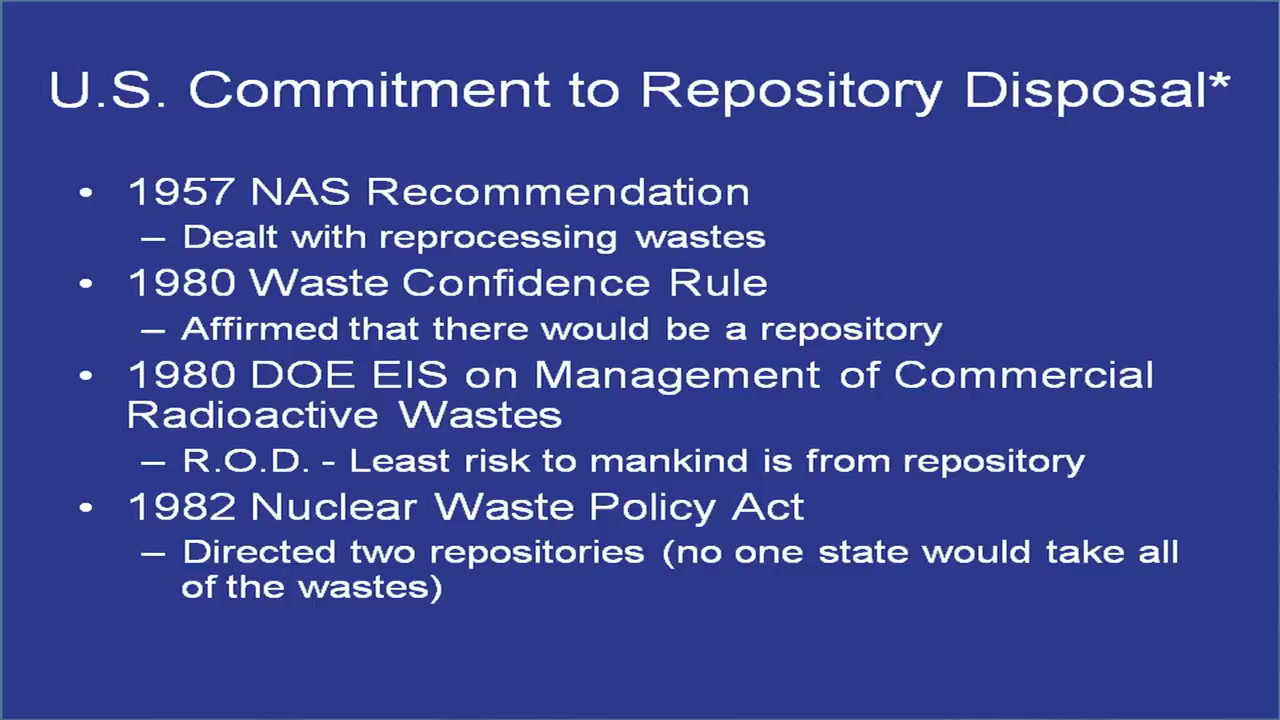 U.S. Commitment to Repository Disposal*
• 1957 NAS Recommendation
– Dealt with reprocessing wastes
• 1980 Waste Confidence Rule
– Affirmed that there would be a repository
• 1980 DOE EIS on Management of Commercial
Radioactive Wastes
– R.O.D. - Least risk to mankind is from repository
• 1982 Nuclear Waste Policy Act
– Directed two repositories (no one state would take all
of the wastes)